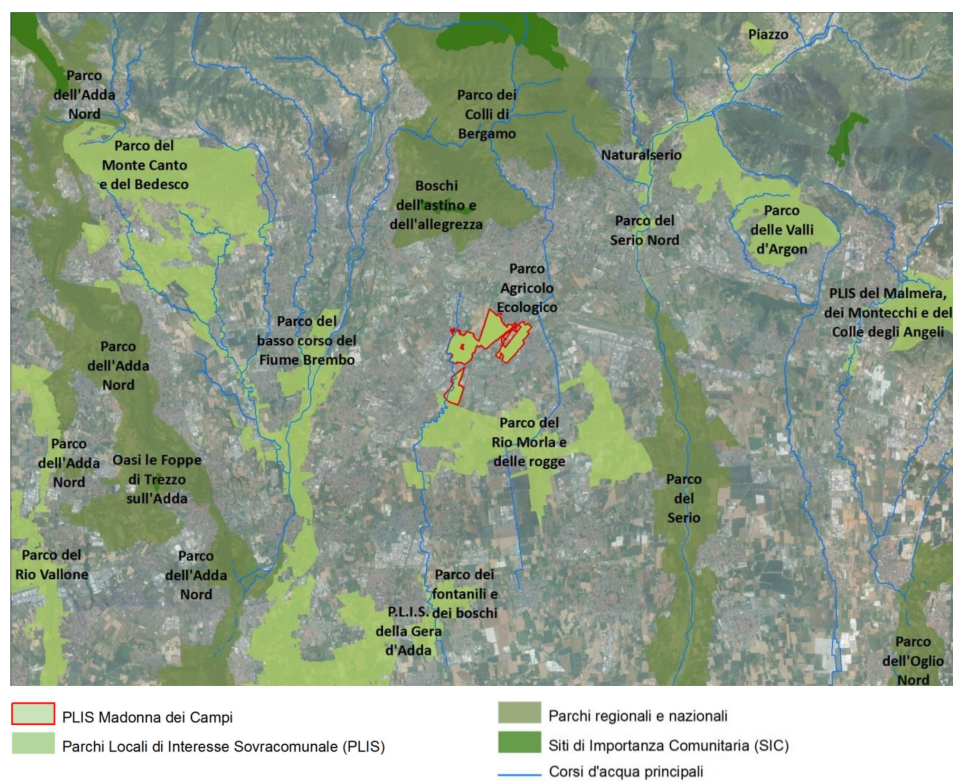 Piazzo
Parco
dell'Adda
Nord
Parco dei
Colli di
Bergamo
Parco del
Monte Canto
e del Bedesco
Naturalserio
Boschi
dell'astino e
dell'allegrezza
Parco del
Serio Nord
Parco
delle Valli
d'Argon
Parco
Agricolo
Ecologico
PLIS del Malmera,
dei Montecchi e del
Colle degli Angeli
Parco del
basso corso del
Fiume Brembo
Parco
dell'Adda
Nord
Parco del
Rio Morla e
delle rogge
Parco
dell'Adda
Nord
Oasi le Foppe
di Trezzo
sull'Adda
Parco
del
Serio
Parco del
Rio Vallone
Parco
dell'Adda
Nord
Parco dei
fontanili e
dei boschi
P.L.I.S.
della Gera
d'Adda
Parco
dell'Oglio
Nord
PLIS Madonna dei Campi
Parchi Locali di Interesse Sovracomunale (PLIS)
Parchi regionali e nazionali
Siti di Importanza Comunitaria (SIC)
Corsi d'acqua principali